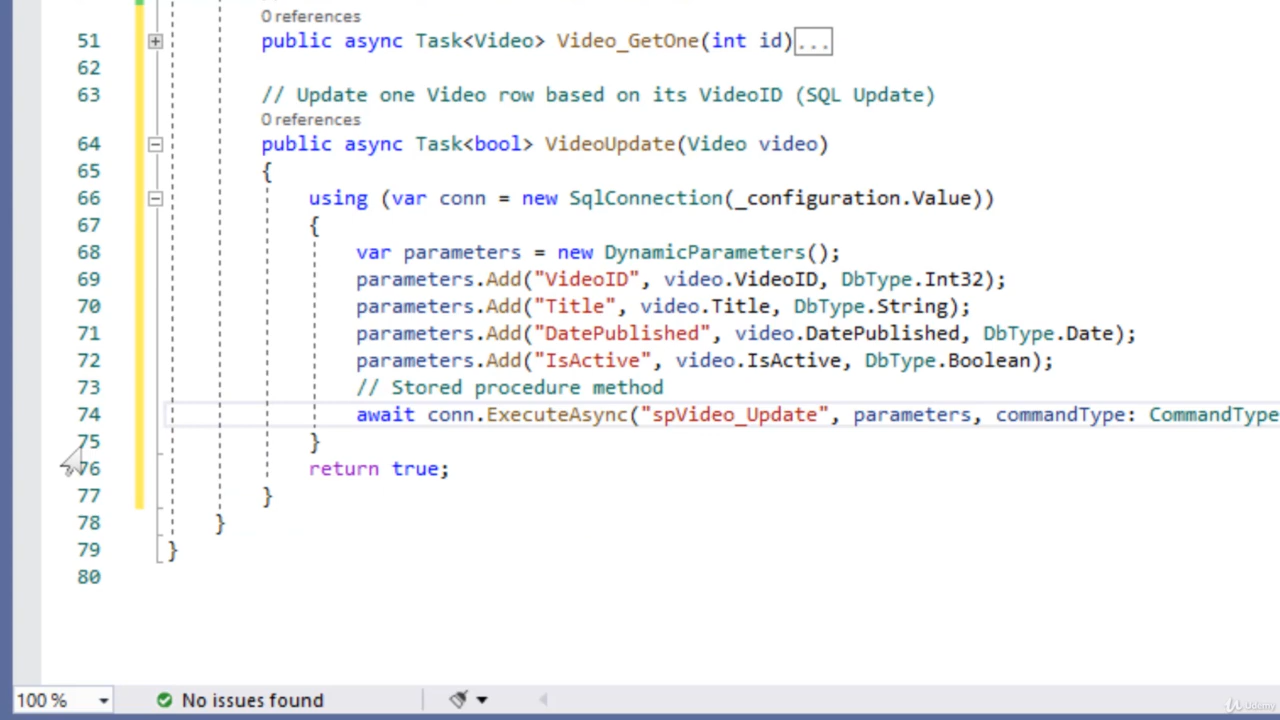 0 references
51 public async Task<Video> Video_GetOne(int id)...
62
63 // Update one Video row based on its VideoID (SQL Update)
0 references
64 public async Task<bool> VideoUpdate(Video video)
65 {
66 using (var conn = new SqlConnection(_configuration.Value))
67 {
68 var parameters = new DynamicParameters();
69 parameters.Add("VideoID", video.VideoID, DbType.Int32);
70 parameters.Add("Title", video.Title, DbType.String);
71 parameters.Add("DatePublished", video.DatePublished, DbType.Date);
72 parameters.Add("IsActive", video.IsActive, DbType.Boolean);
73 // Stored procedure method
74 await conn.ExecuteAsync("spVideo_Update", parameters, commandType: CommandType
75 }
76 return true;
77 }
78 }
79 }
80
100 % No issues found
Udemy